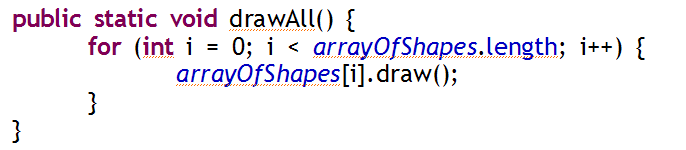 public static void drawAll() {
for (int i = 0; i < arrayOfShapes.length; i++) {
arrayOfShapes[i].draw();
}
}